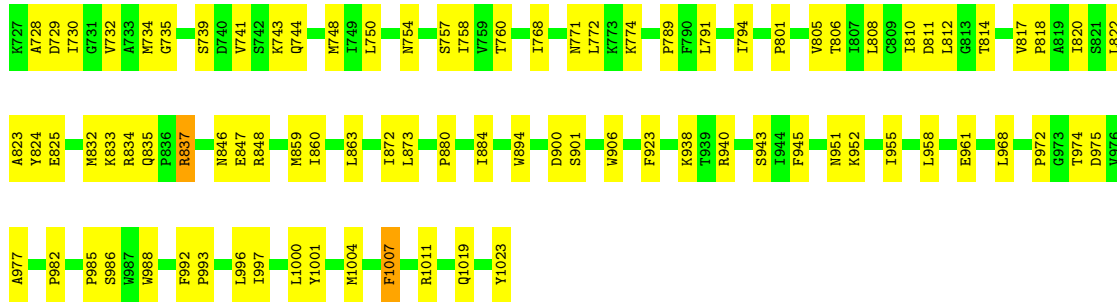 K727 A728 D729 I730 G731 V732 A733 M734 G735 S739 D740 V741 S742 K743 Q744 M748 I749 L750 N754 S757 I758 V759 T760 I768 N771 L772 K773 K774 P789 F790 L791 I794 P801 V805 T806 I807 L808 C809 I810 D811 L812 G813 T814 V817 P818 A819 I820 S821 L822
A823 Y824 E825 M832 K833 R834 Q835 P836 R837 N846 E847 R848 M859 I860 L863 I872 L873 P880 I884 W894 D900 S901 W906 F923 K938 T939 R940 S943 I944 F945 N951 K952 I955 L958 E961 L968 P972 G973 T974 D975 V976
A977 P982 P985 S986 W987 W988 F992 P993 L996 I997 L1000 Y1001 M1004 F1007 R1011 Q1019 Y1023